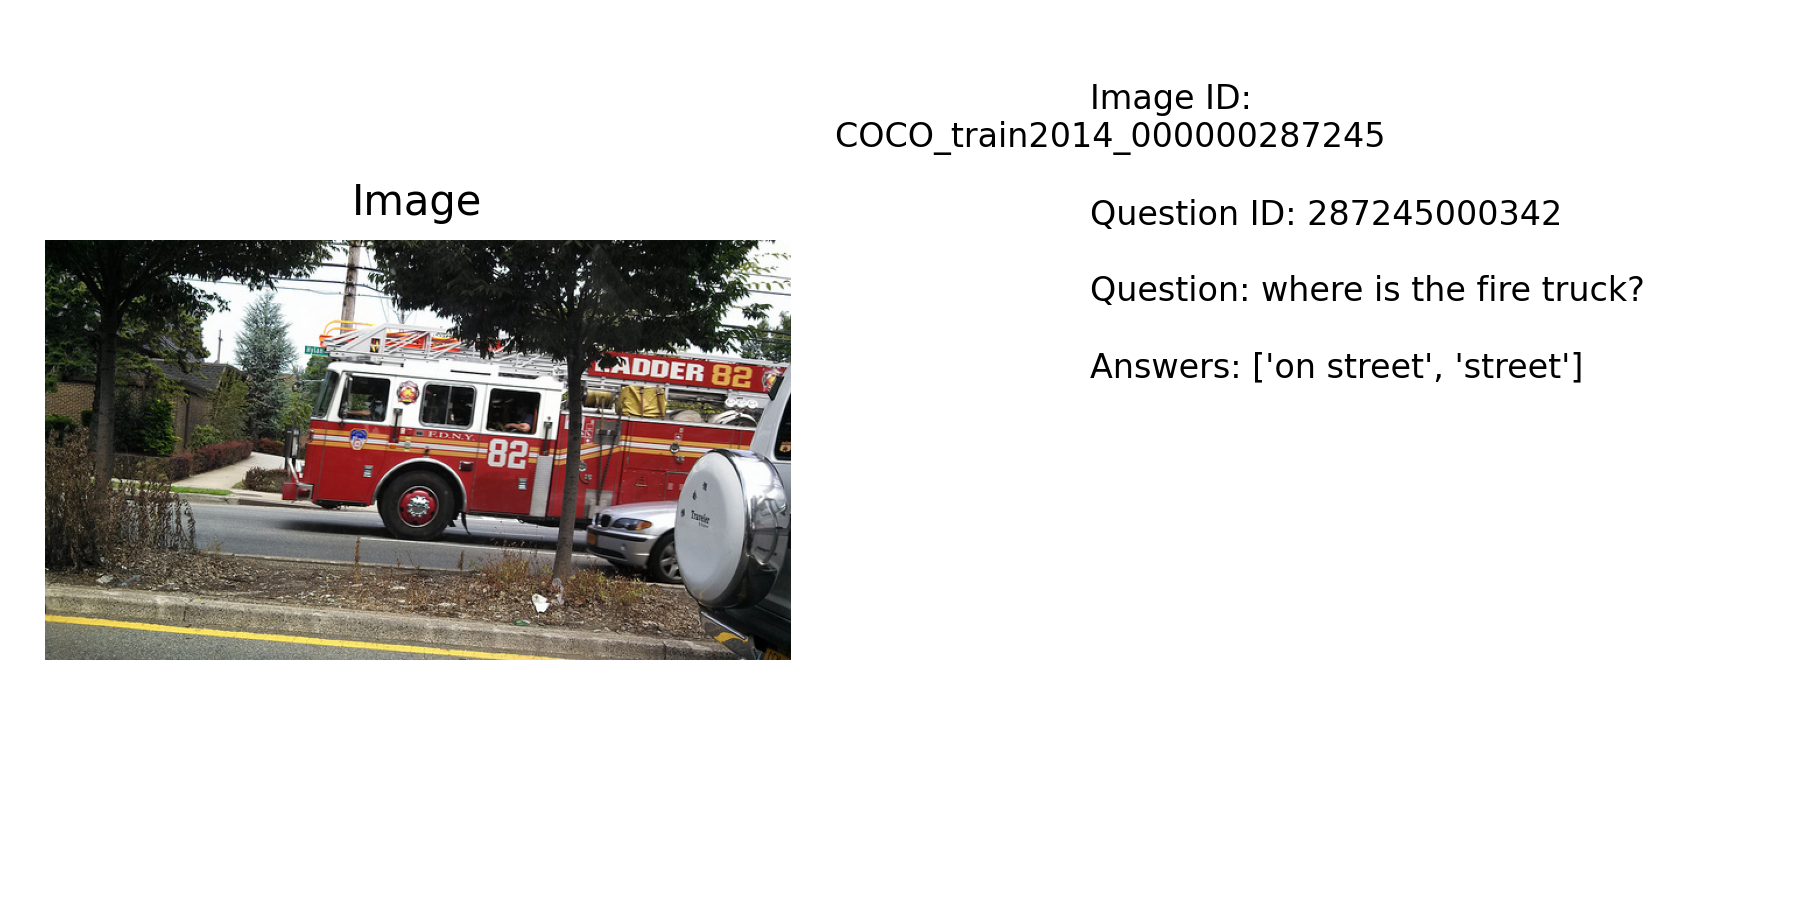 Image ID:
COCO_train2014_000000287245
Question ID: 287245000342
Question: where is the fire truck?
Answers: ['on street', 'street']
Image
LADDER 82
F.D.N.Y.
82
Traveler